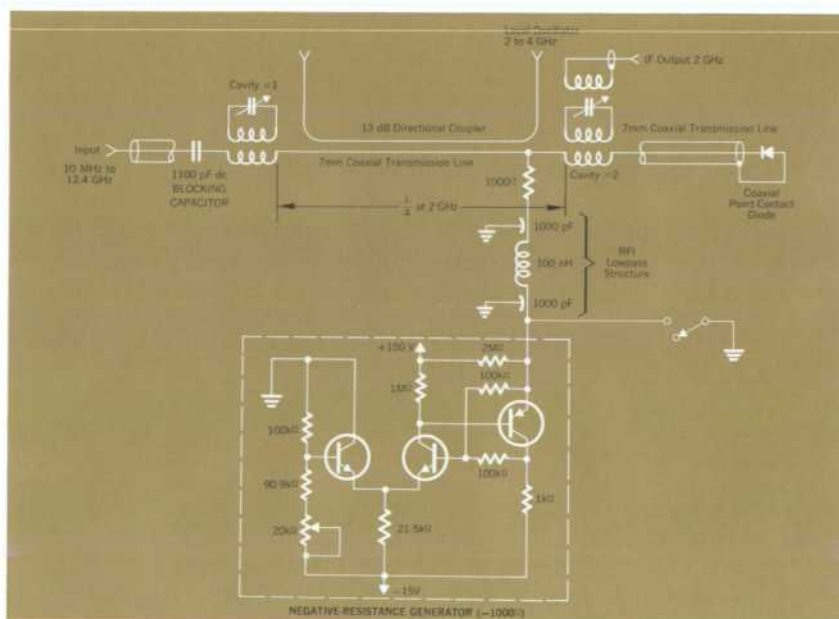 Local Oscillator
2 to 4 GHz
IF Output 2 GHz
Cavity #1
13 dB Directional Coupler
7mm Coaxial Transmission Line
Input
10 MHz to
12.4 GHz
1100 pF dc
BLOCKING
CAPACITOR
7mm Coaxial Transmission Line
Cavity #2
at 2 GHz
Coaxial
Point Contact
Diode
100Ω
1000 pF
100 nH
1000 pF
RFI
Lowpass
Structure
+150 V
2MΩ
1MΩ
100kΩ
100kΩ
100kΩ
90.9kΩ
20kΩ
21.5kΩ
1kΩ
−15V
NEGATIVE-RESISTANCE GENERATOR (−1000Ω)